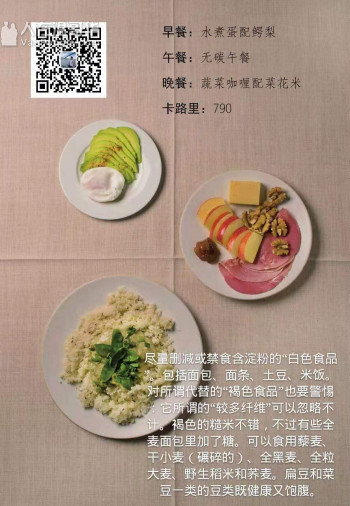 早餐：水煮蛋配鳄梨
午餐：无碳午餐
晚餐：蔬菜咖喱配菜花米
卡路里：790
尽量删减或禁食含淀粉的“白色食品
”。包括面包、面条、土豆、米饭。
对所谓代替的“褐色食品”也要警惕
：它所谓的“较多纤维”可以忽略不
计。褐色的糙米不错，不过有些全
麦面包里加了糖。可以食用藜麦、
干小麦（碾碎的）、全黑麦、全粒
大麦、野生稻米和荞麦。扁豆和菜
豆一类的豆类既健康又饱腹。